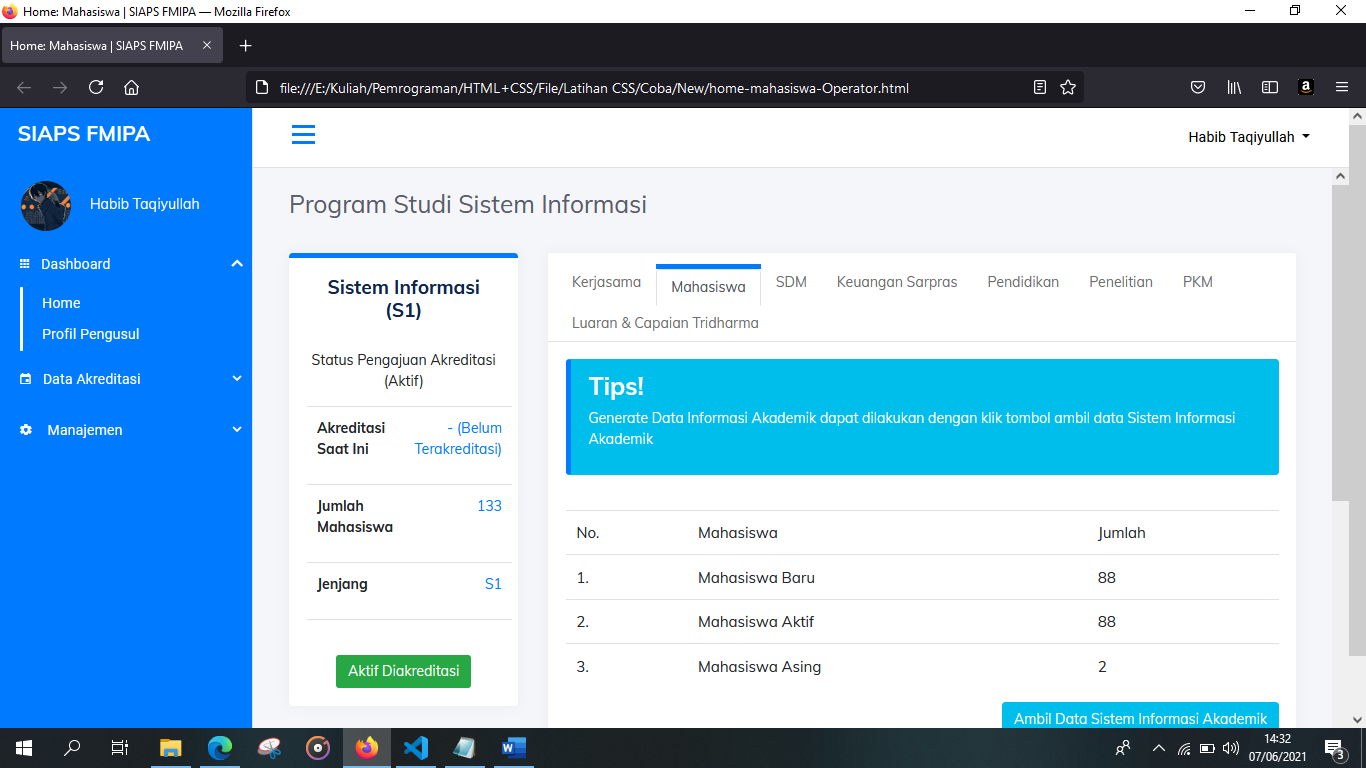 Home: Mahasiswa | SIAPS FMIPA — Mozilla Firefox
Home: Mahasiswa | SIAPS FMIPA
file:///E:/Kuliah/Pemrograman/HTML+CSS/File/Latihan CSS/Coba/New/home-mahasiswa-Operator.html
SIAPS FMIPA
Habib Taqiyullah
Habib Taqiyullah
Dashboard
Home
Profil Pengusul
Data Akreditasi
Manajemen
Program Studi Sistem Informasi
Sistem Informasi
(S1)
Status Pengajuan Akreditasi
(Aktif)
Akreditasi - (Belum
Saat Ini Terakreditasi)
Jumlah 133
Mahasiswa
Jenjang S1
Aktif Diakreditasi
Kerjasama Mahasiswa SDM Keuangan Sarpras Pendidikan Penelitian PKM
Luaran & Capaian Tridharma
Tips!
Generate Data Informasi Akademik dapat dilakukan dengan klik tombol ambil data Sistem Informasi
Akademik
No. Mahasiswa Jumlah
1. Mahasiswa Baru 88
2. Mahasiswa Aktif 88
3. Mahasiswa Asing 2
Ambil Data Sistem Informasi Akademik
14:32
07/06/2021
3